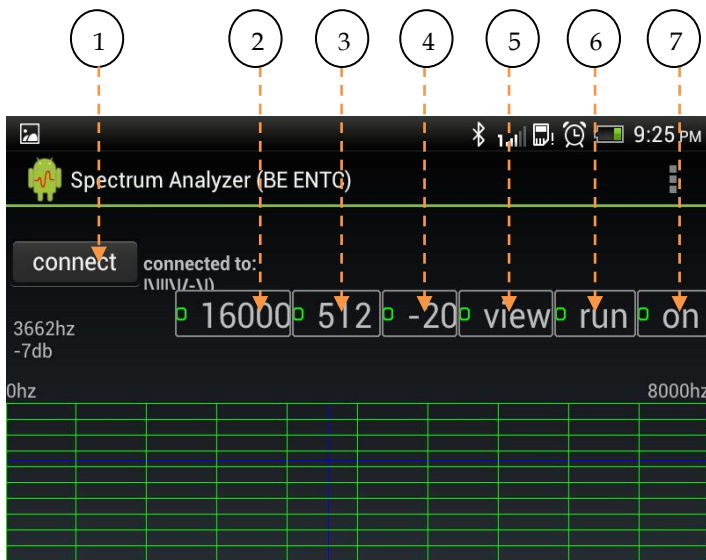 1 2 3 4 5 6 7
9:25 PM
Spectrum Analyzer (BE ENTC)
connect
connected to:
16000 512 -20 view run on
3662hz
-7db
0hz 8000hz